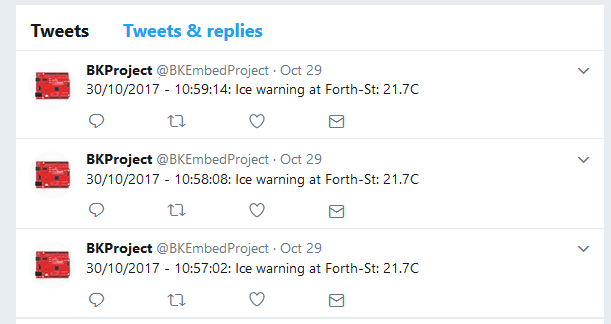 Tweets Tweets & replies
BKProject @BKEmbedProject · Oct 29
30/10/2017 - 10:59:14: Ice warning at Forth-St: 21.7C
BKProject @BKEmbedProject · Oct 29
30/10/2017 - 10:58:08: Ice warning at Forth-St: 21.7C
BKProject @BKEmbedProject · Oct 29
30/10/2017 - 10:57:02: Ice warning at Forth-St: 21.7C